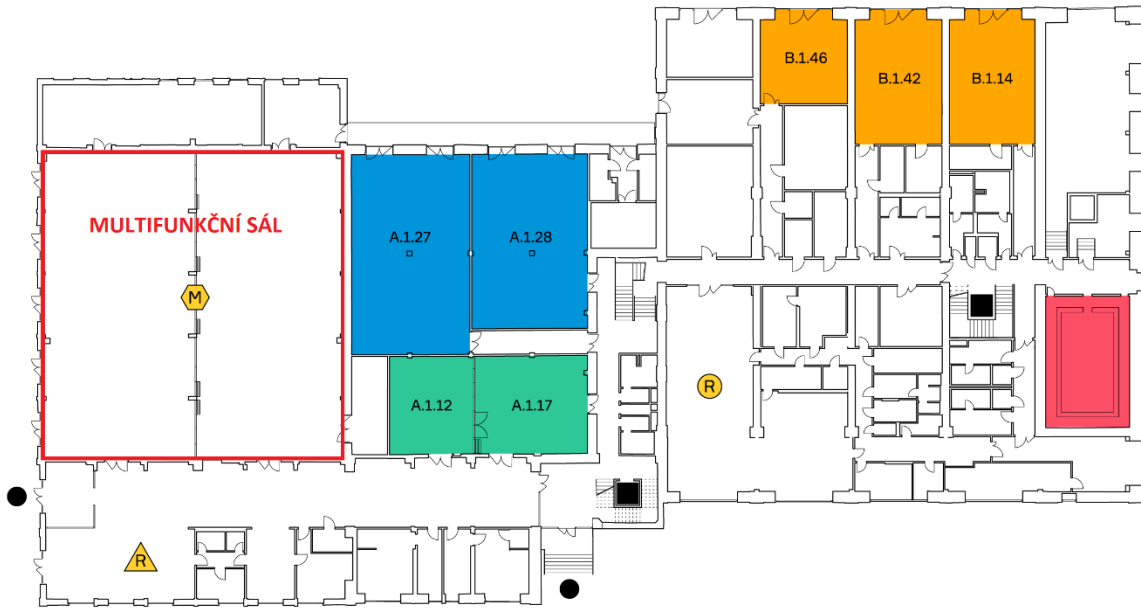 B.1.46
B.1.42
B.1.14
MULTIFUNKČNÍ SÁL
A.1.27
A.1.28
M
R
A.1.12
A.1.17
R